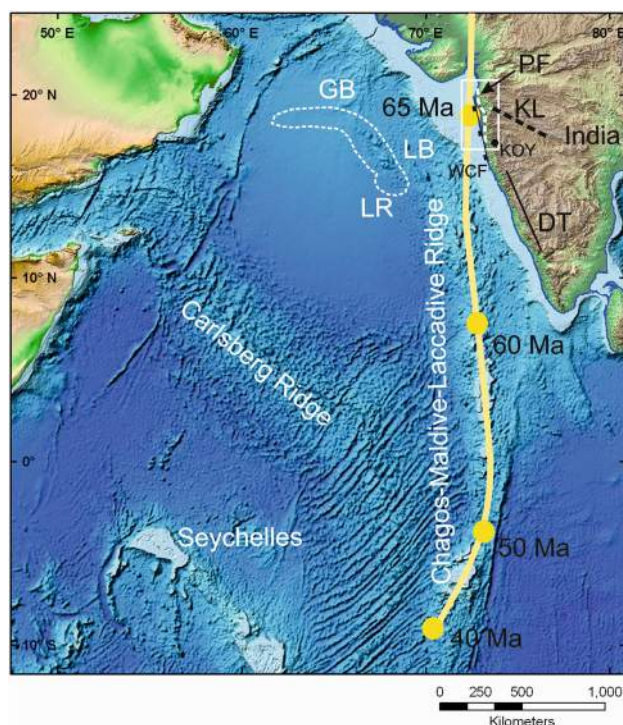 50° E
60° E
70° E
80° E
20° N
10° N
0°
10° S
GB
LB
LR
65 Ma
PF
KL
India
KOY
WCF
DT
60 Ma
Carlsberg Ridge
Chagos-Maldive-Laccadive Ridge
Seychelles
50 Ma
40 Ma
0 250 500 1,000
Kilometers